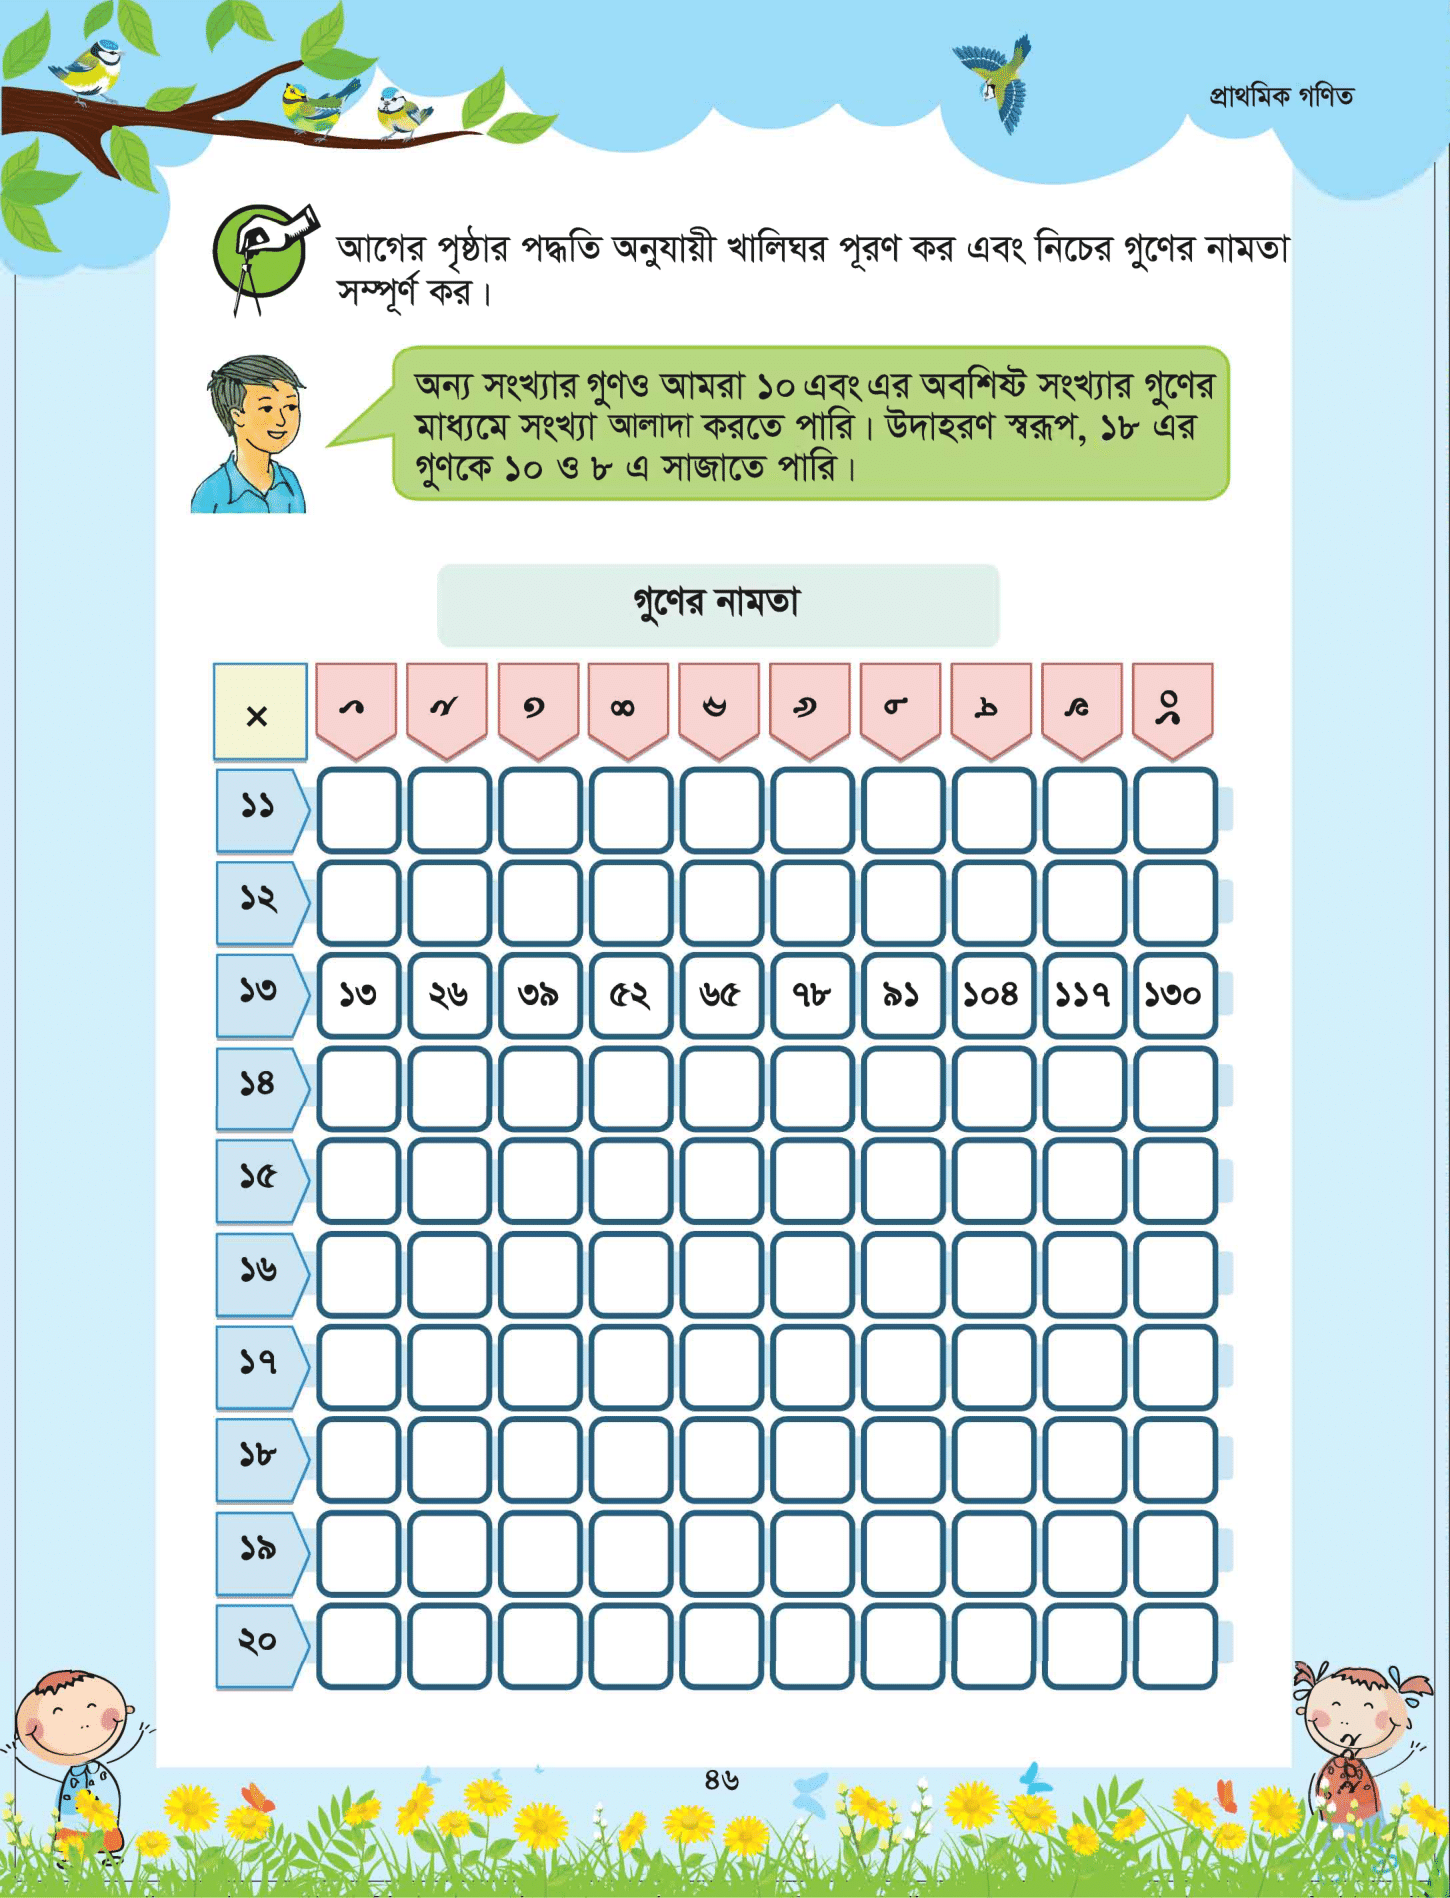 প্রাথমিক গণিত
আগের পৃষ্ঠার পদ্ধতি অনুযায়ী খালিঘর পূরণ কর এবং নিচের গুণের নামতা
সম্পূর্ণ কর।
অন্য সংখ্যার গুণও আমরা ১০ এবং এর অবশিষ্ট সংখ্যার গুণের
মাধ্যমে সংখ্যা আলাদা করতে পারি। উদাহরণ স্বরূপ, ১৮ এর
গুণকে ১০ ও ৮ এ সাজাতে পারি।
গুণের নামতা
× ১ ২ ৩ ৪ ৫ ৬ ৭ ৮ ৯ ১০
১১
১২
১৩ ১৩ ২৬ ৩৯ ৫২ ৬৫ ৭৮ ৯১ ১০৪ ১১৭ ১৩০
১৪
১৫
১৬
১৭
১৮
১৯
২০
৪৬